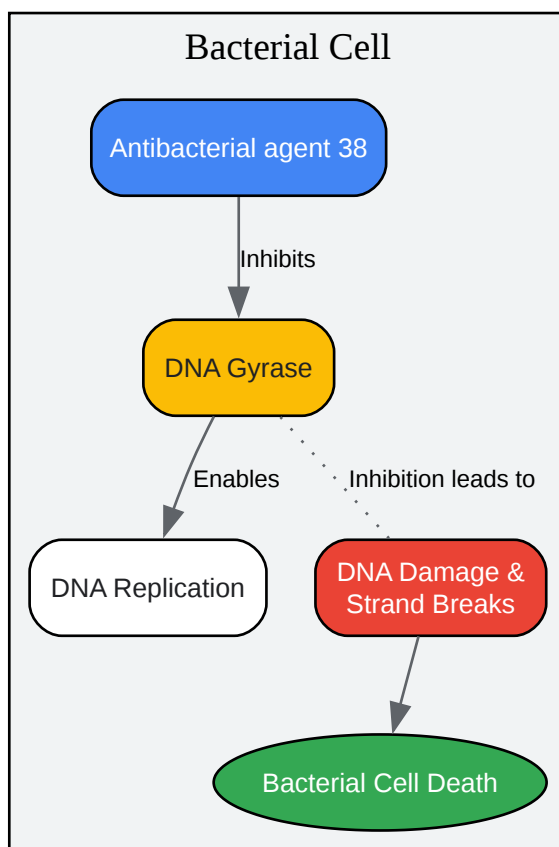 Bacterial Cell
Antibacterial agent 38
Inhibits
DNA Gyrase
Enables
Inhibition leads to
DNA Replication
DNA Damage &
Strand Breaks
Bacterial Cell Death